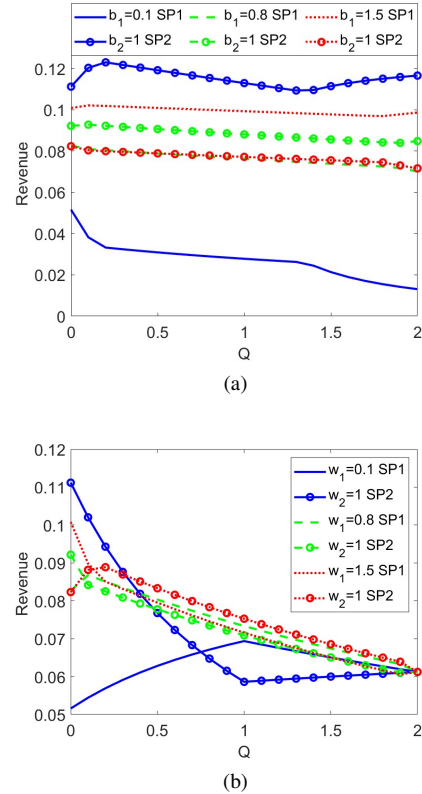 b1=0.1 SP1 b1=0.8 SP1 b1=1.5 SP1
b2=1 SP2 b2=1 SP2 b2=1 SP2
0.12
0.1
0.08
0.06
0.04
0.02
0
Revenue
0 0.5 1 1.5 2
Q
(a)
0.12
0.11
0.1
0.09
0.08
0.07
0.06
0.05
Revenue
w1=0.1 SP1
w2=1 SP2
w1=0.8 SP1
w2=1 SP2
w1=1.5 SP1
w2=1 SP2
0 0.5 1 1.5 2
Q
(b)